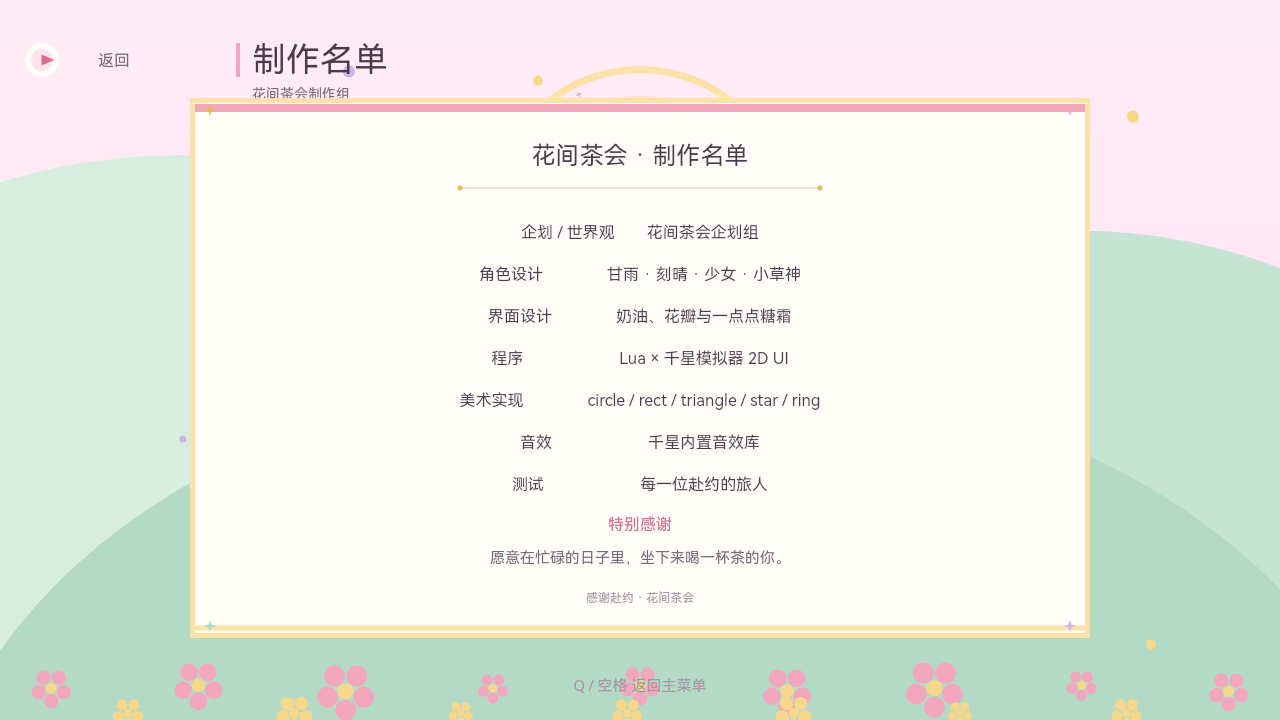 返回
制作名单
花间茶会制作组
花间茶会 · 制作名单
企划 / 世界观 花间茶会企划组
角色设计 甘雨 · 刻晴 · 少女 · 小草神
界面设计 奶油、花瓣与一点点糖霜
程序 Lua × 千星模拟器 2D UI
美术实现 circle / rect / triangle / star / ring
音效 千星内置音效库
测试 每一位赴约的旅人
特别感谢
愿意在忙碌的日子里，坐下来喝一杯茶的你。
感谢赴约 · 花间茶会
Q / 空格 返回主菜单